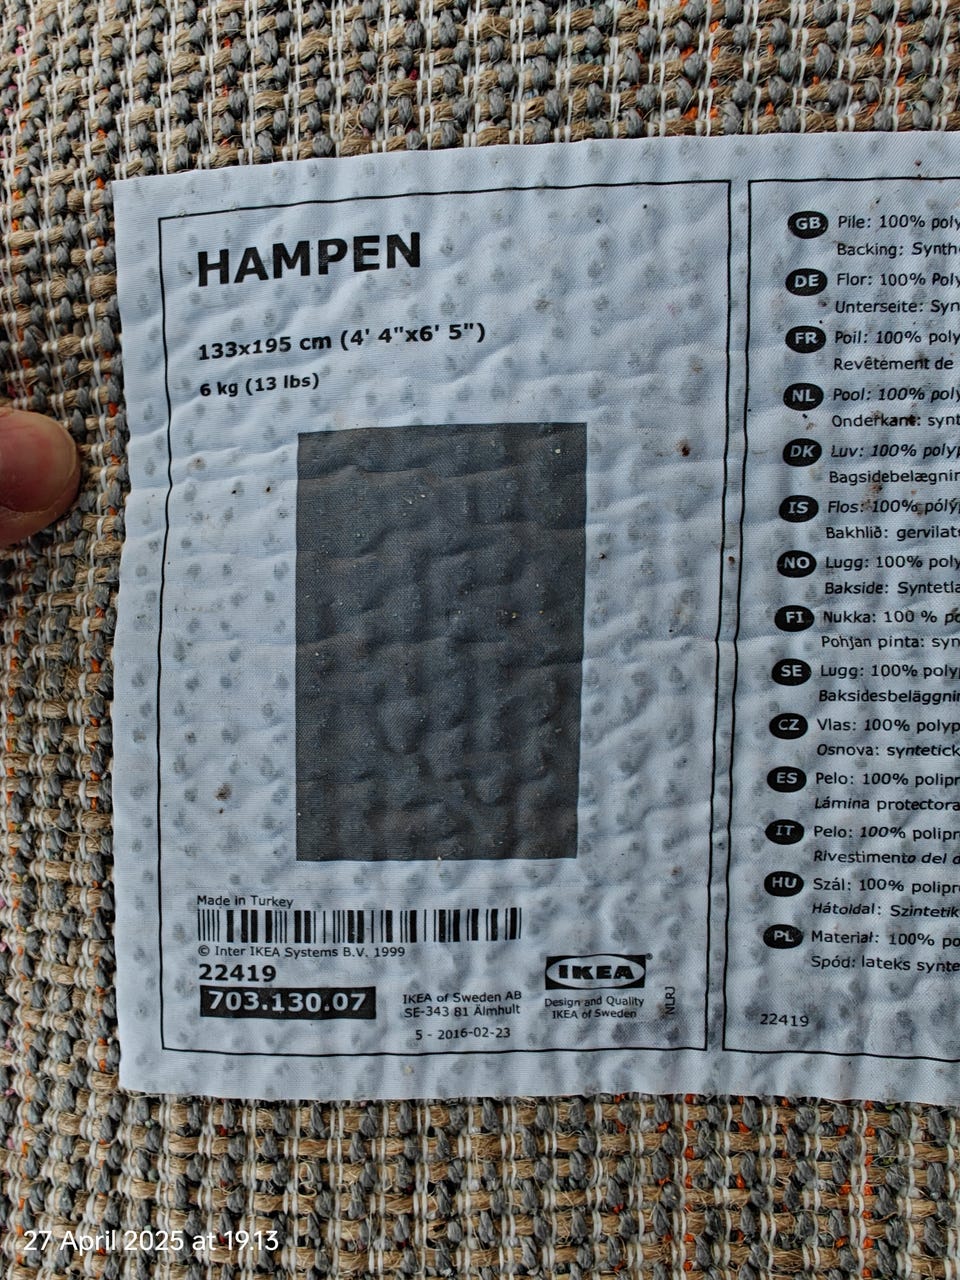 HAMPEN
133x195 cm (4' 4"x6' 5")
6 kg (13 lbs)
Made in Turkey
© Inter IKEA Systems B.V. 1999
22419
703.130.07
IKEA of Sweden AB
SE-343 81 Älmhult
5 - 2016-02-23
IKEA®
Design and Quality
IKEA of Sweden
NLRJ
GB Pile: 100% poly
Backing: Synth
DE Flor: 100% Poly
Unterseite: Syn
FR Poil: 100% poly
Revêtement de
NL Pool: 100% poly
Onderkant: synt
DK Luv: 100% polyp
Bagsidebelægnin
IS Flos: 100% pólýp
Bakhlið: gervilat
NO Lugg: 100% poly
Bakside: Syntetla
FI Nukka: 100 % po
Pohjan pinta: syn
SE Lugg: 100% polyp
Baksidesbeläggnin
CZ Vlas: 100% polyp
Osnova: syntetick
ES Pelo: 100% polipr
Lámina protectora
IT Pelo: 100% polipr
Rivestimento del d
HU Szál: 100% polipr
Hátoldal: Szintetik
PL Materiał: 100% po
Spód: lateks synte
22419
27 April 2025 at 19.13